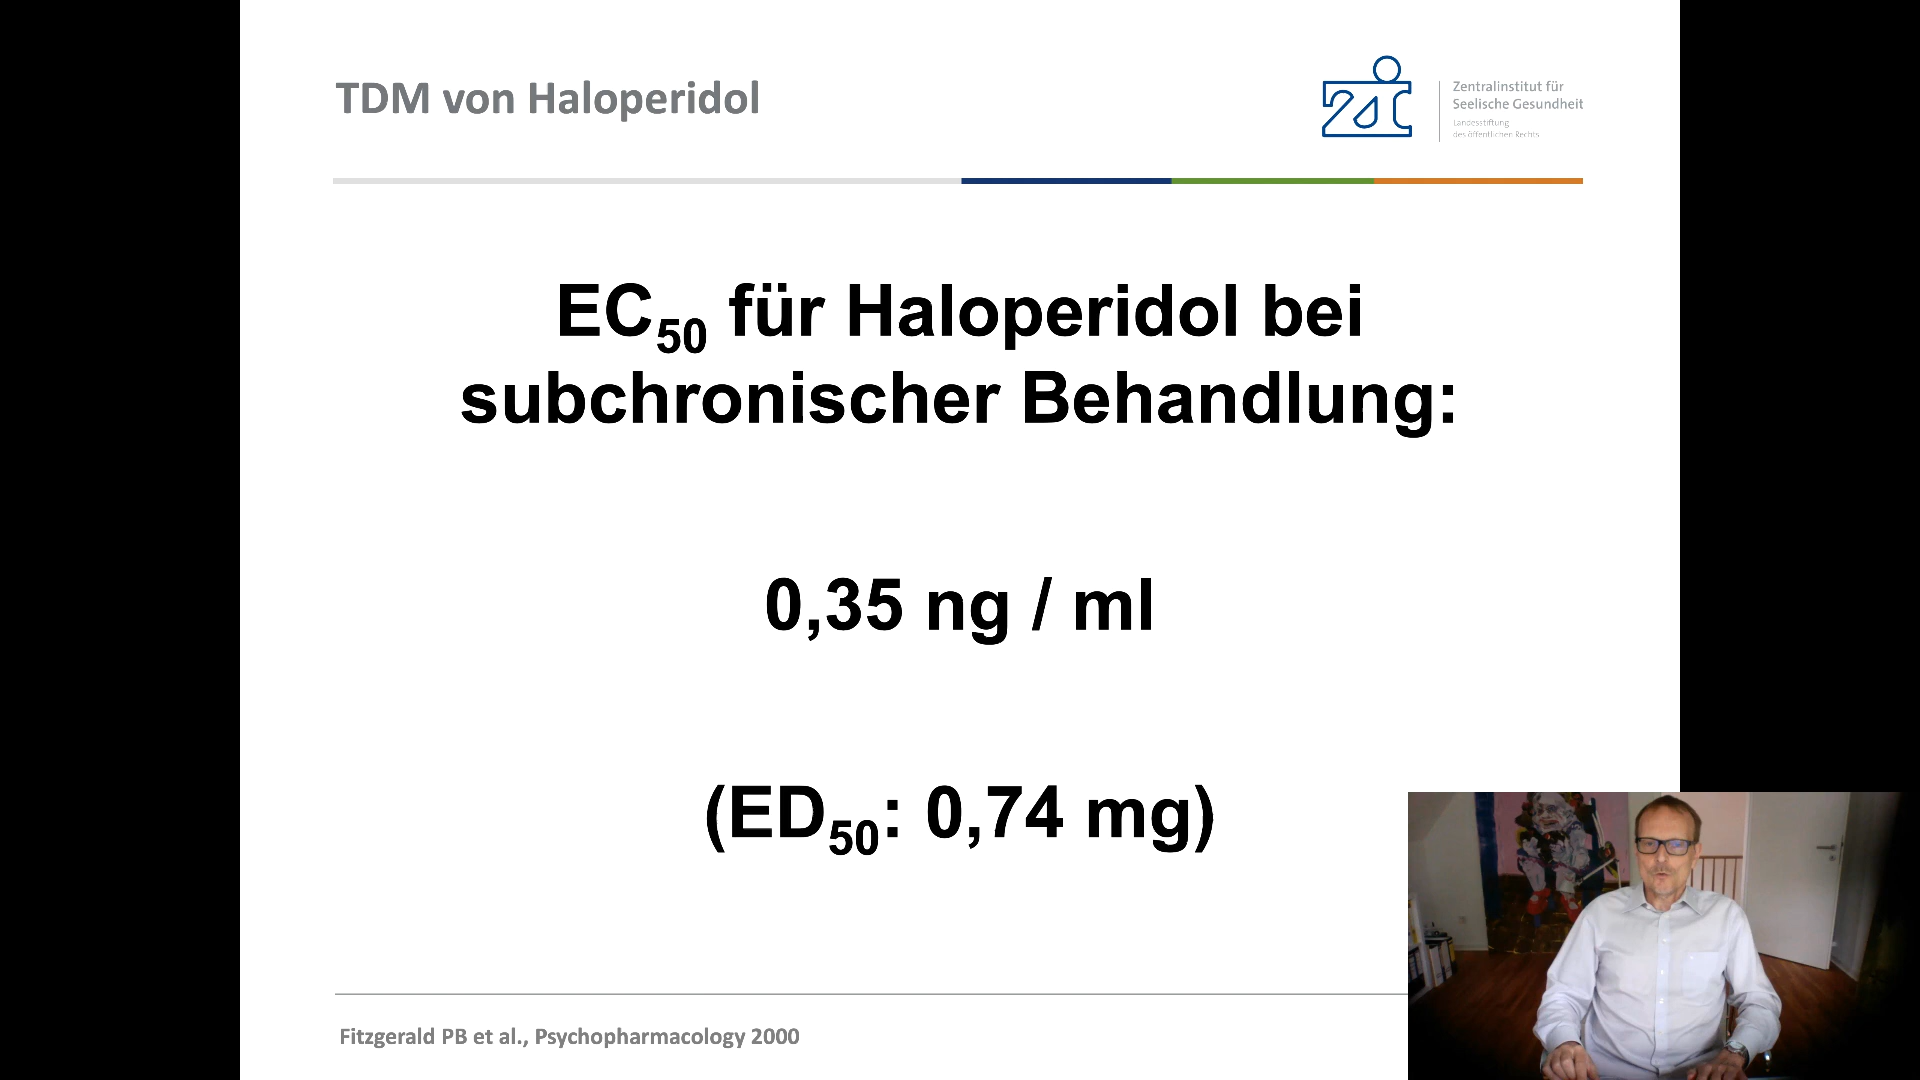 TDM von Haloperidol
zi
Zentralinstitut für
Seelische Gesundheit
Landesstiftung
des öffentlichen Rechts
EC50 für Haloperidol bei
subchronischer Behandlung:
0,35 ng / ml
(ED50: 0,74 mg)
Fitzgerald PB et al., Psychopharmacology 2000